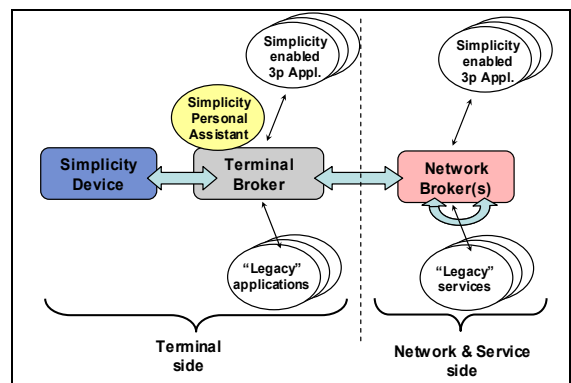 Simplicity
enabled
3p Appl.
Simplicity
enabled
3p Appl.
Simplicity
Personal
Assistant
Simplicity
Device
Terminal
Broker
Network
Broker(s)
“Legacy”
applications
“Legacy”
services
Terminal
side
Network & Service
side